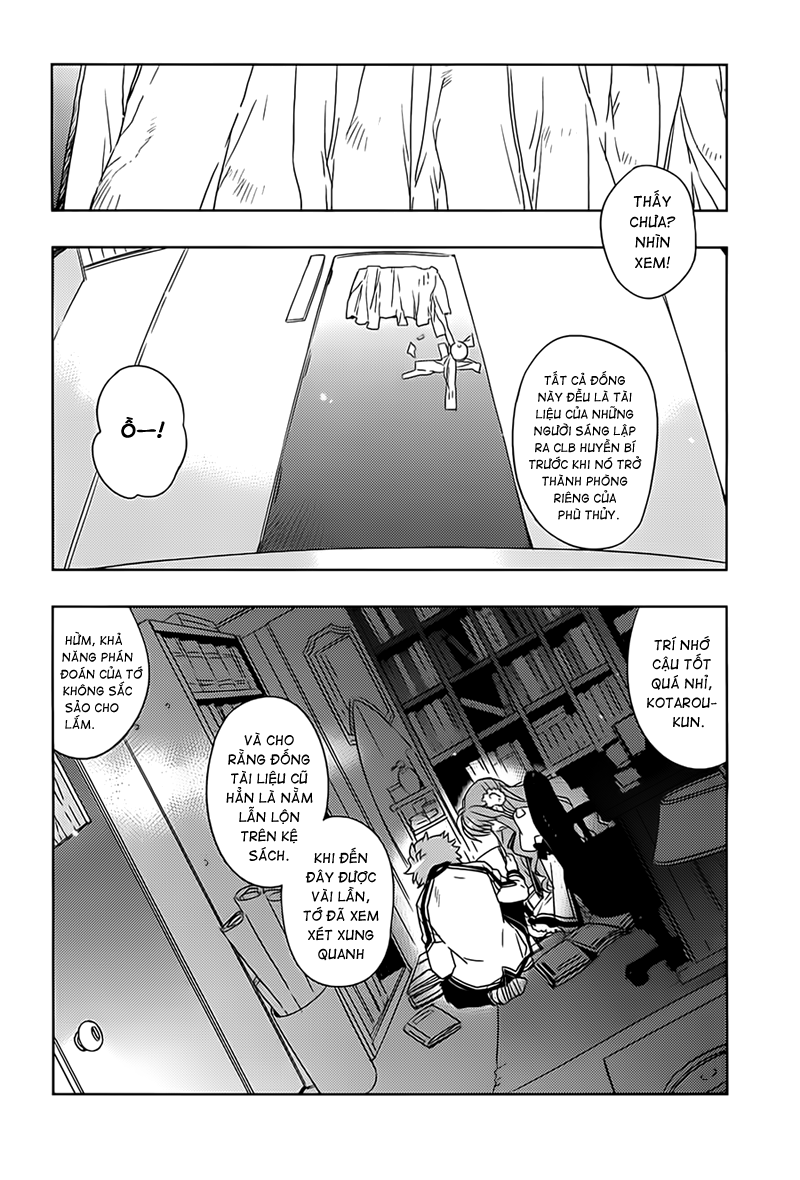 THẤY
CHƯA?
NHÌN
XEM!
TẤT CẢ ĐỐNG
NÀY ĐỀU LÀ TÀI
LIỆU CỦA NHỮNG
NGƯỜI SÁNG LẬP
RA CLB HUYỀN BÍ
TRƯỚC KHI NÓ TRỞ
THÀNH PHÒNG
RIÊNG CỦA
PHÙ THỦY.
Ồ—!
TRÍ NHỚ
CẬU TỐT
QUÁ NHỈ,
KOTAROU-
KUN.
KHI ĐẾN
ĐÂY ĐƯỢC
VÀI LẦN,
TỚ ĐÃ XEM
XÉT XUNG
QUANH
VÀ CHO
RẰNG ĐỐNG
TÀI LIỆU CŨ
HẲN LÀ NẰM
LẪN LỘN
TRÊN KỆ
SÁCH.
HỪM, KHẢ
NĂNG PHÁN
ĐOÁN CỦA TỚ
KHÔNG SẮC
SẢO CHO
LẮM.